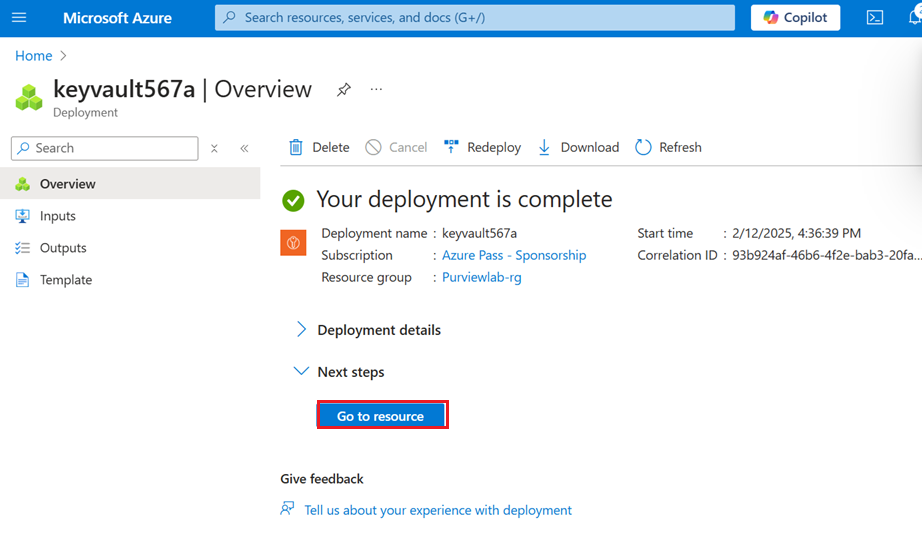 Microsoft Azure
Search resources, services, and docs (G+/)
Copilot
Home
keyvault567a | Overview
Deployment
Search
Delete
Cancel
Redeploy
Download
Refresh
Overview
Inputs
Outputs
Template
Your deployment is complete
Deployment name : keyvault567a
Subscription : Azure Pass - Sponsorship
Resource group : Purviewlab-rg
Start time : 2/12/2025, 4:36:39 PM
Correlation ID : 93b924af-46b6-4f2e-bab3-20fa...
Deployment details
Next steps
Go to resource
Give feedback
Tell us about your experience with deployment